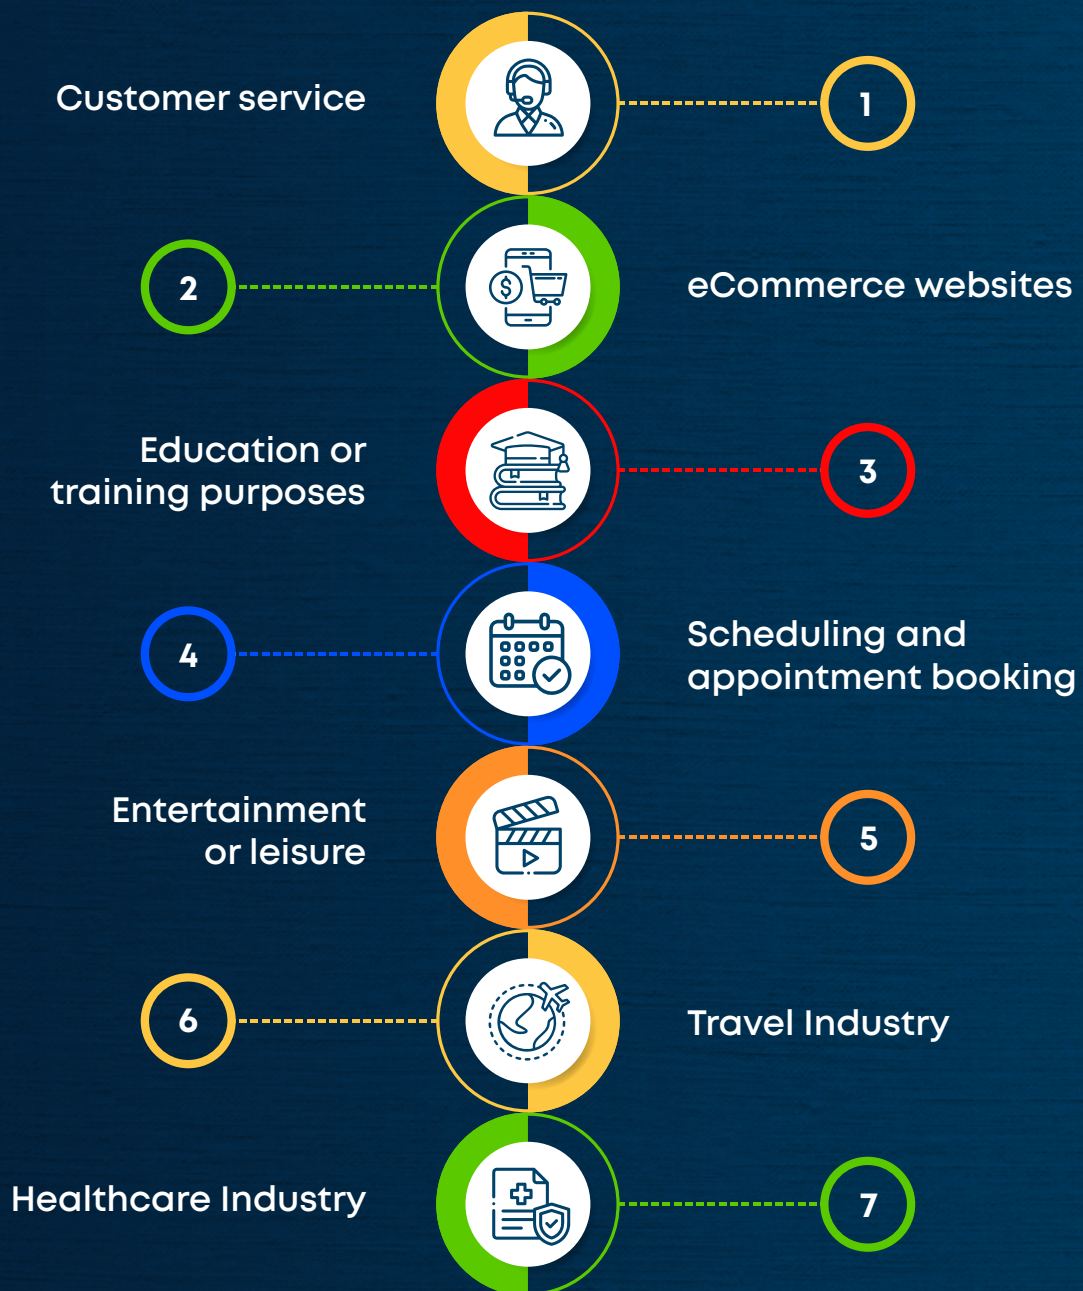 Customer service
1
2
$
eCommerce websites
Education or
training purposes
3
4
Scheduling and
appointment booking
Entertainment
or leisure
5
6
Travel Industry
Healthcare Industry
7